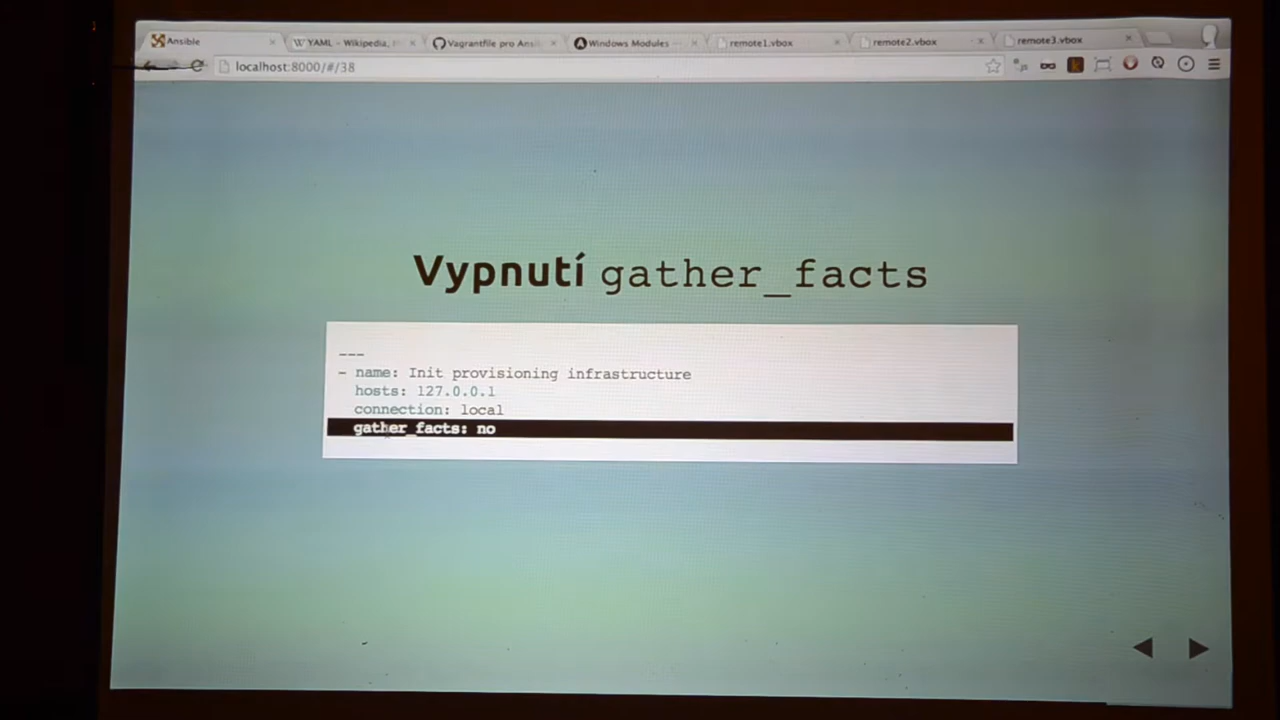 Ansible
YAML - Wikipedia,
Vagrantfile pro Ansi
Windows Modules
remote1.vbox
remote2.vbox
remote3.vbox
localhost:8000/#/38
Vypnutí gather_facts
---
- name: Init provisioning infrastructure
hosts: 127.0.0.1
connection: local
gather_facts: no